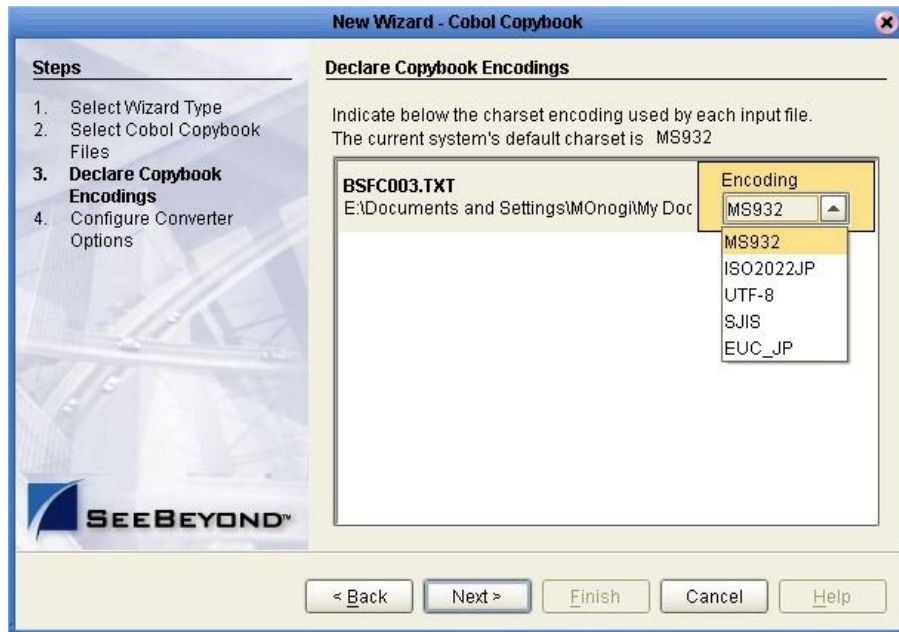 New Wizard - Cobol Copybook
Steps
1. Select Wizard Type
2. Select Cobol Copybook
Files
3. Declare Copybook
Encodings
4. Configure Converter
Options
SEEBEYOND™
Declare Copybook Encodings
Indicate below the charset encoding used by each input file.
The current system's default charset is MS932
BSFC003.TXT
E:\Documents and Settings\MOnogi\My Doc
Encoding
MS932
MS932
ISO2022JP
UTF-8
SJIS
EUC_JP
< Back
Next >
Finish
Cancel
Help